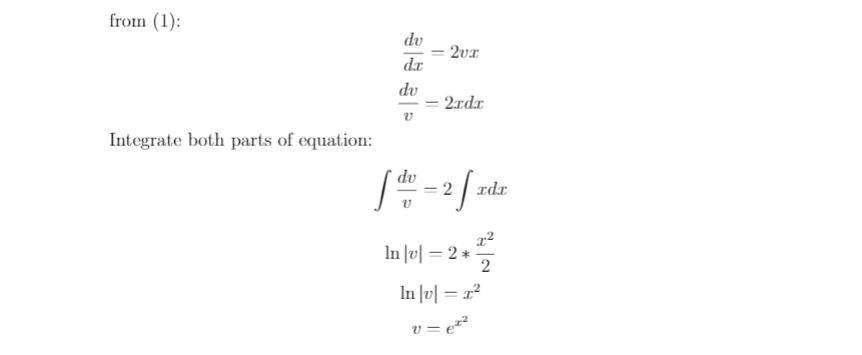 from (1):
dv/dx = 2vx
dv/v = 2xdx
Integrate both parts of equation:
∫ dv/v = 2 ∫ xdx
ln |v| = 2 * x²/2
ln |v| = x²
v = e^{x²}